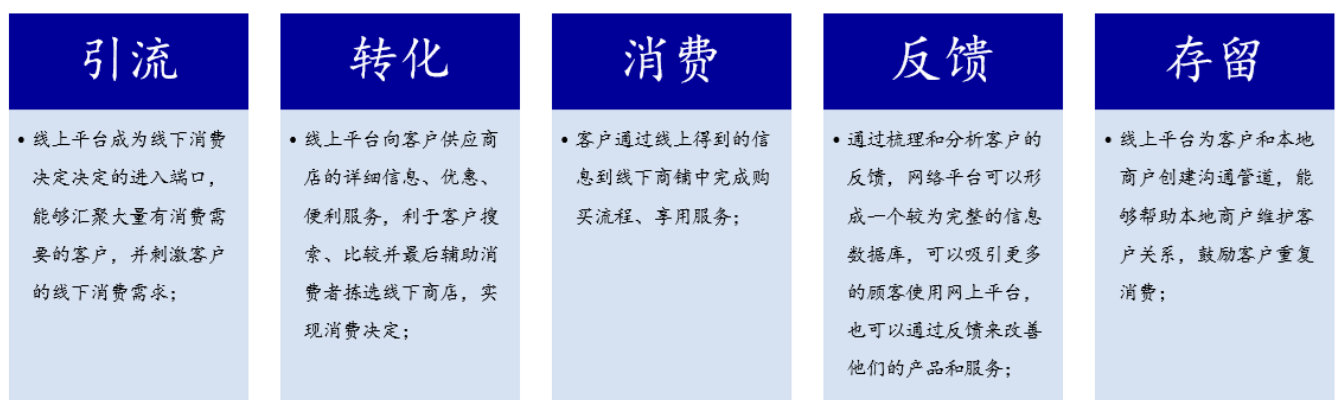 引流
• 线上平台成为线下消费
决定决定的进入端口，
能够汇聚大量有消费需
要的客户，并刺激客户
的线下消费需求；
转化
• 线上平台向客户供应商
店的详细信息、优惠、
便利服务，利于客户搜
索、比较并最后辅助消
费者拣选线下商店，实
现消费决定；
消费
• 客户通过线上得到的信
息到线下商铺中完成购
买流程、享用服务；
反馈
• 通过梳理和分析客户的
反馈，网络平台可以形
成一个较为完整的信息
数据库，可以吸引更多
的顾客使用网上平台，
也可以通过反馈来改善
他们的产品和服务；
存留
• 线上平台为客户和本地
商户创建沟通管道，能
够帮助本地商户维护客
户关系，鼓励客户重复
消费；